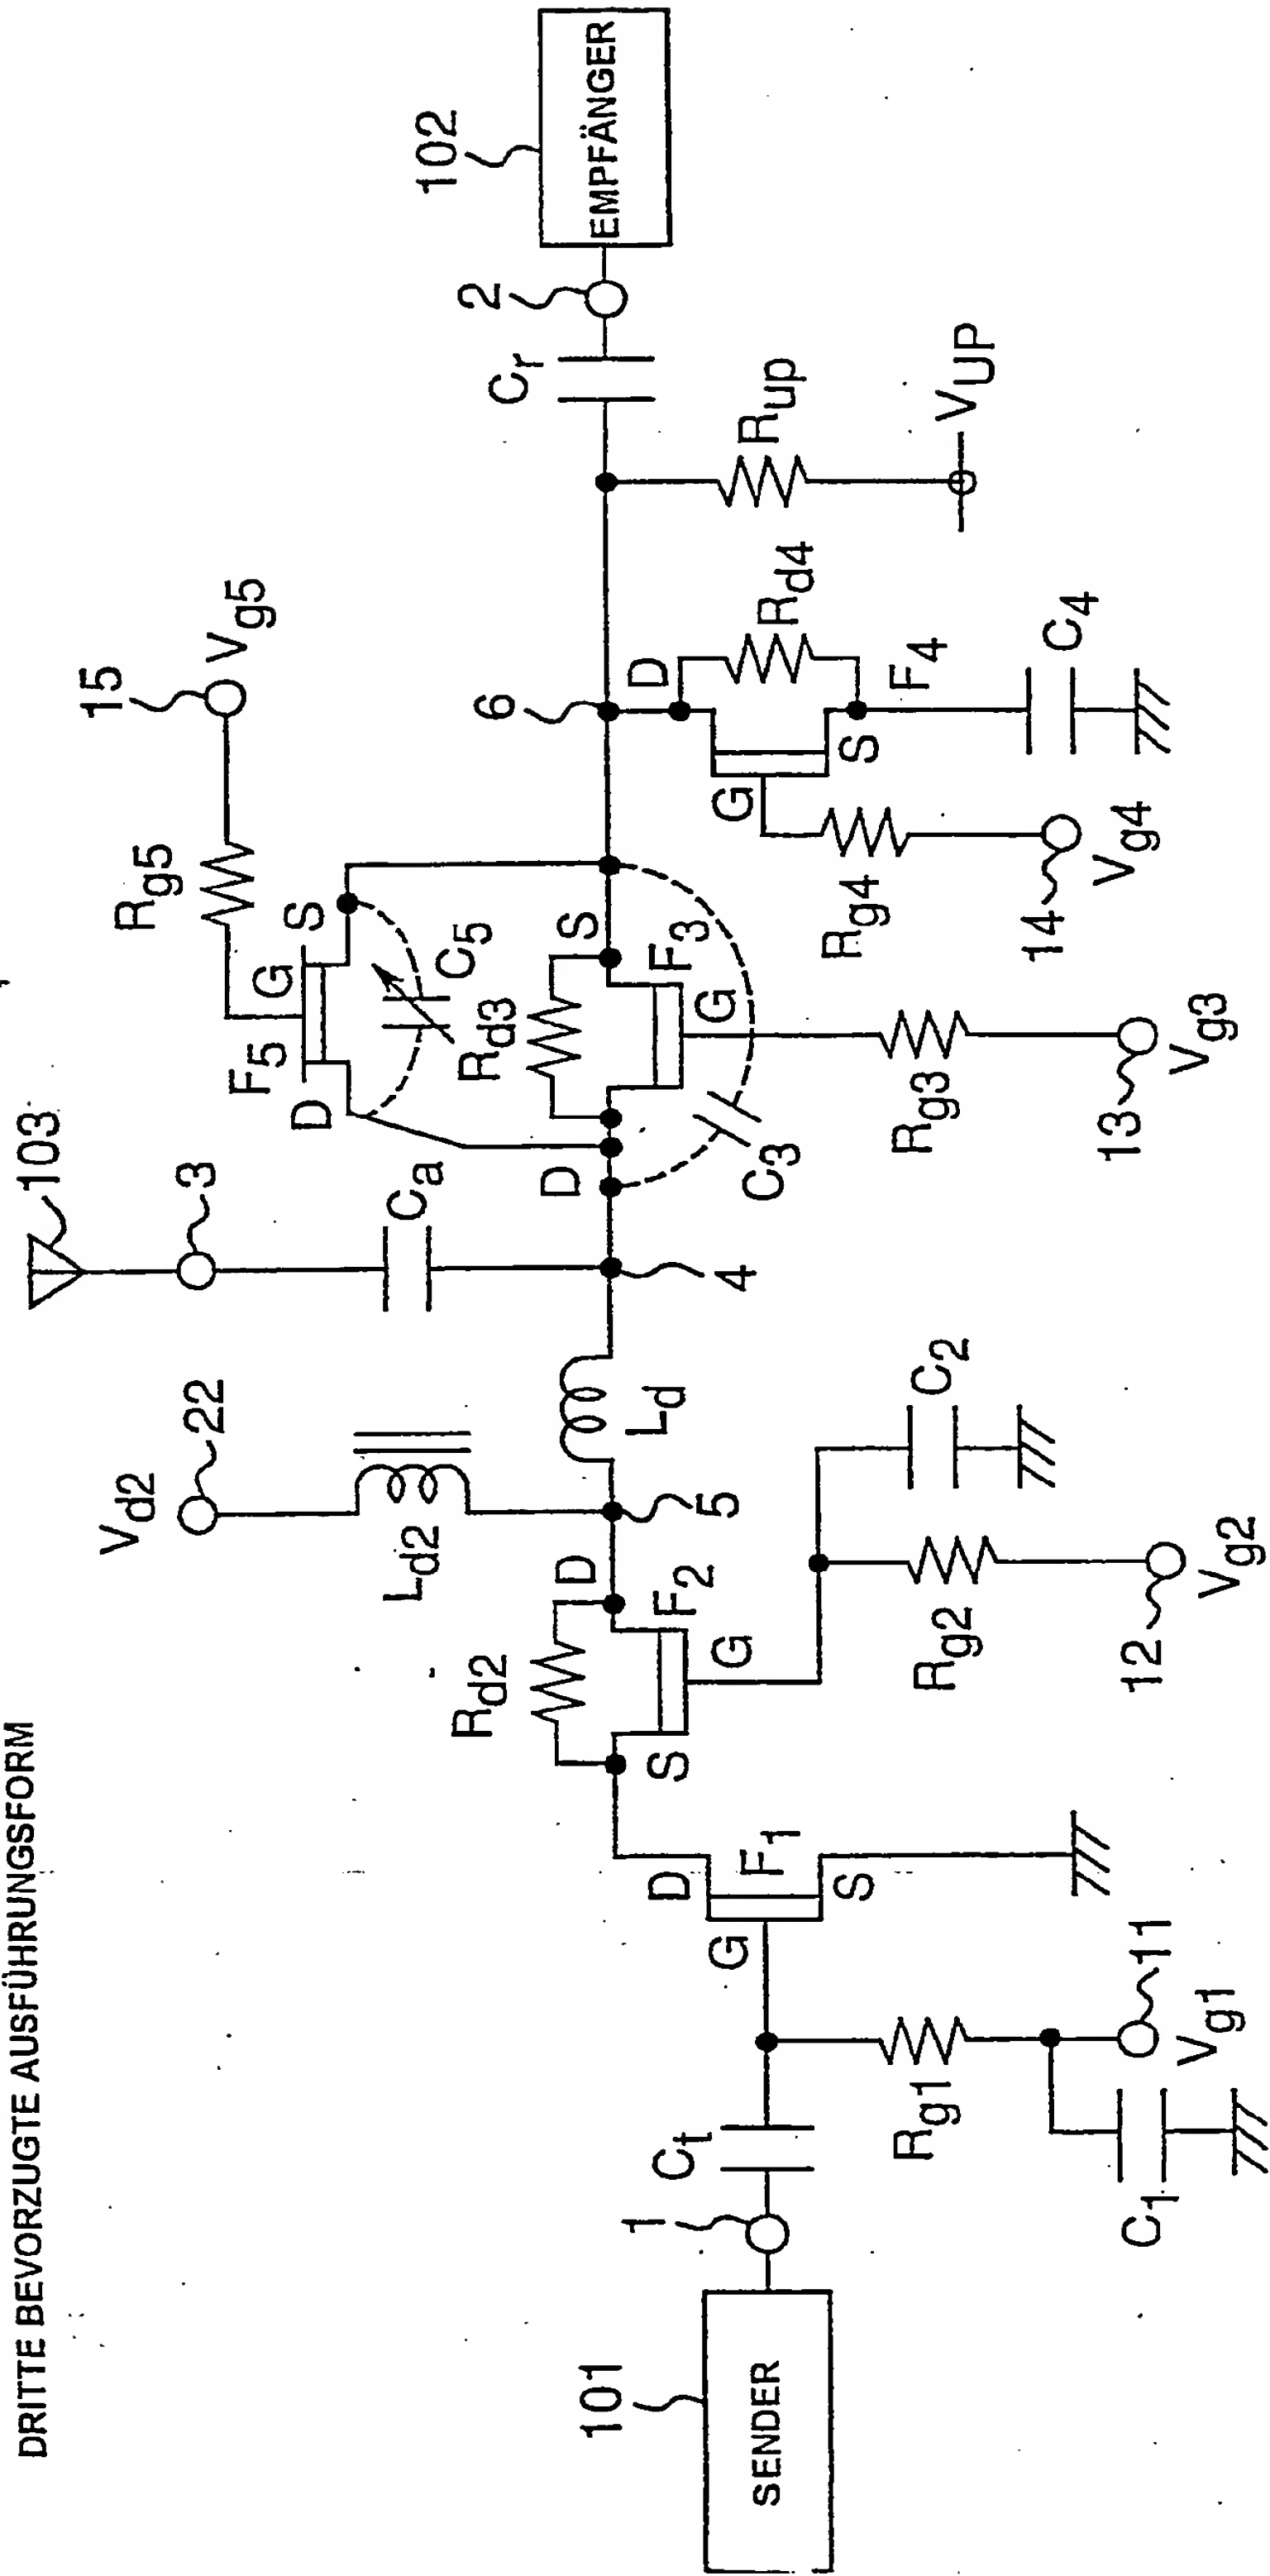 DRITTE BEVORZUGTE AUSFÜHRUNGSFORM
103
3
Ca
15
Vg5
Rg5
F5
G
S
D
C5
Vd2
22
Ld2
Ld
4
5
D
Rd3
S
F3
G
C3
Rg3
13
Vg3
6
D
Rd4
F4
G
S
C4
Rg4
14
Vg4
Rup
VUP
Cr
2
102
EMPFÄNGER
Rd2
D
F2
S
G
C2
Rg2
12
Vg2
D
F1
G
S
101
SENDER
1
Ct
Rg1
11
Vg1
C1